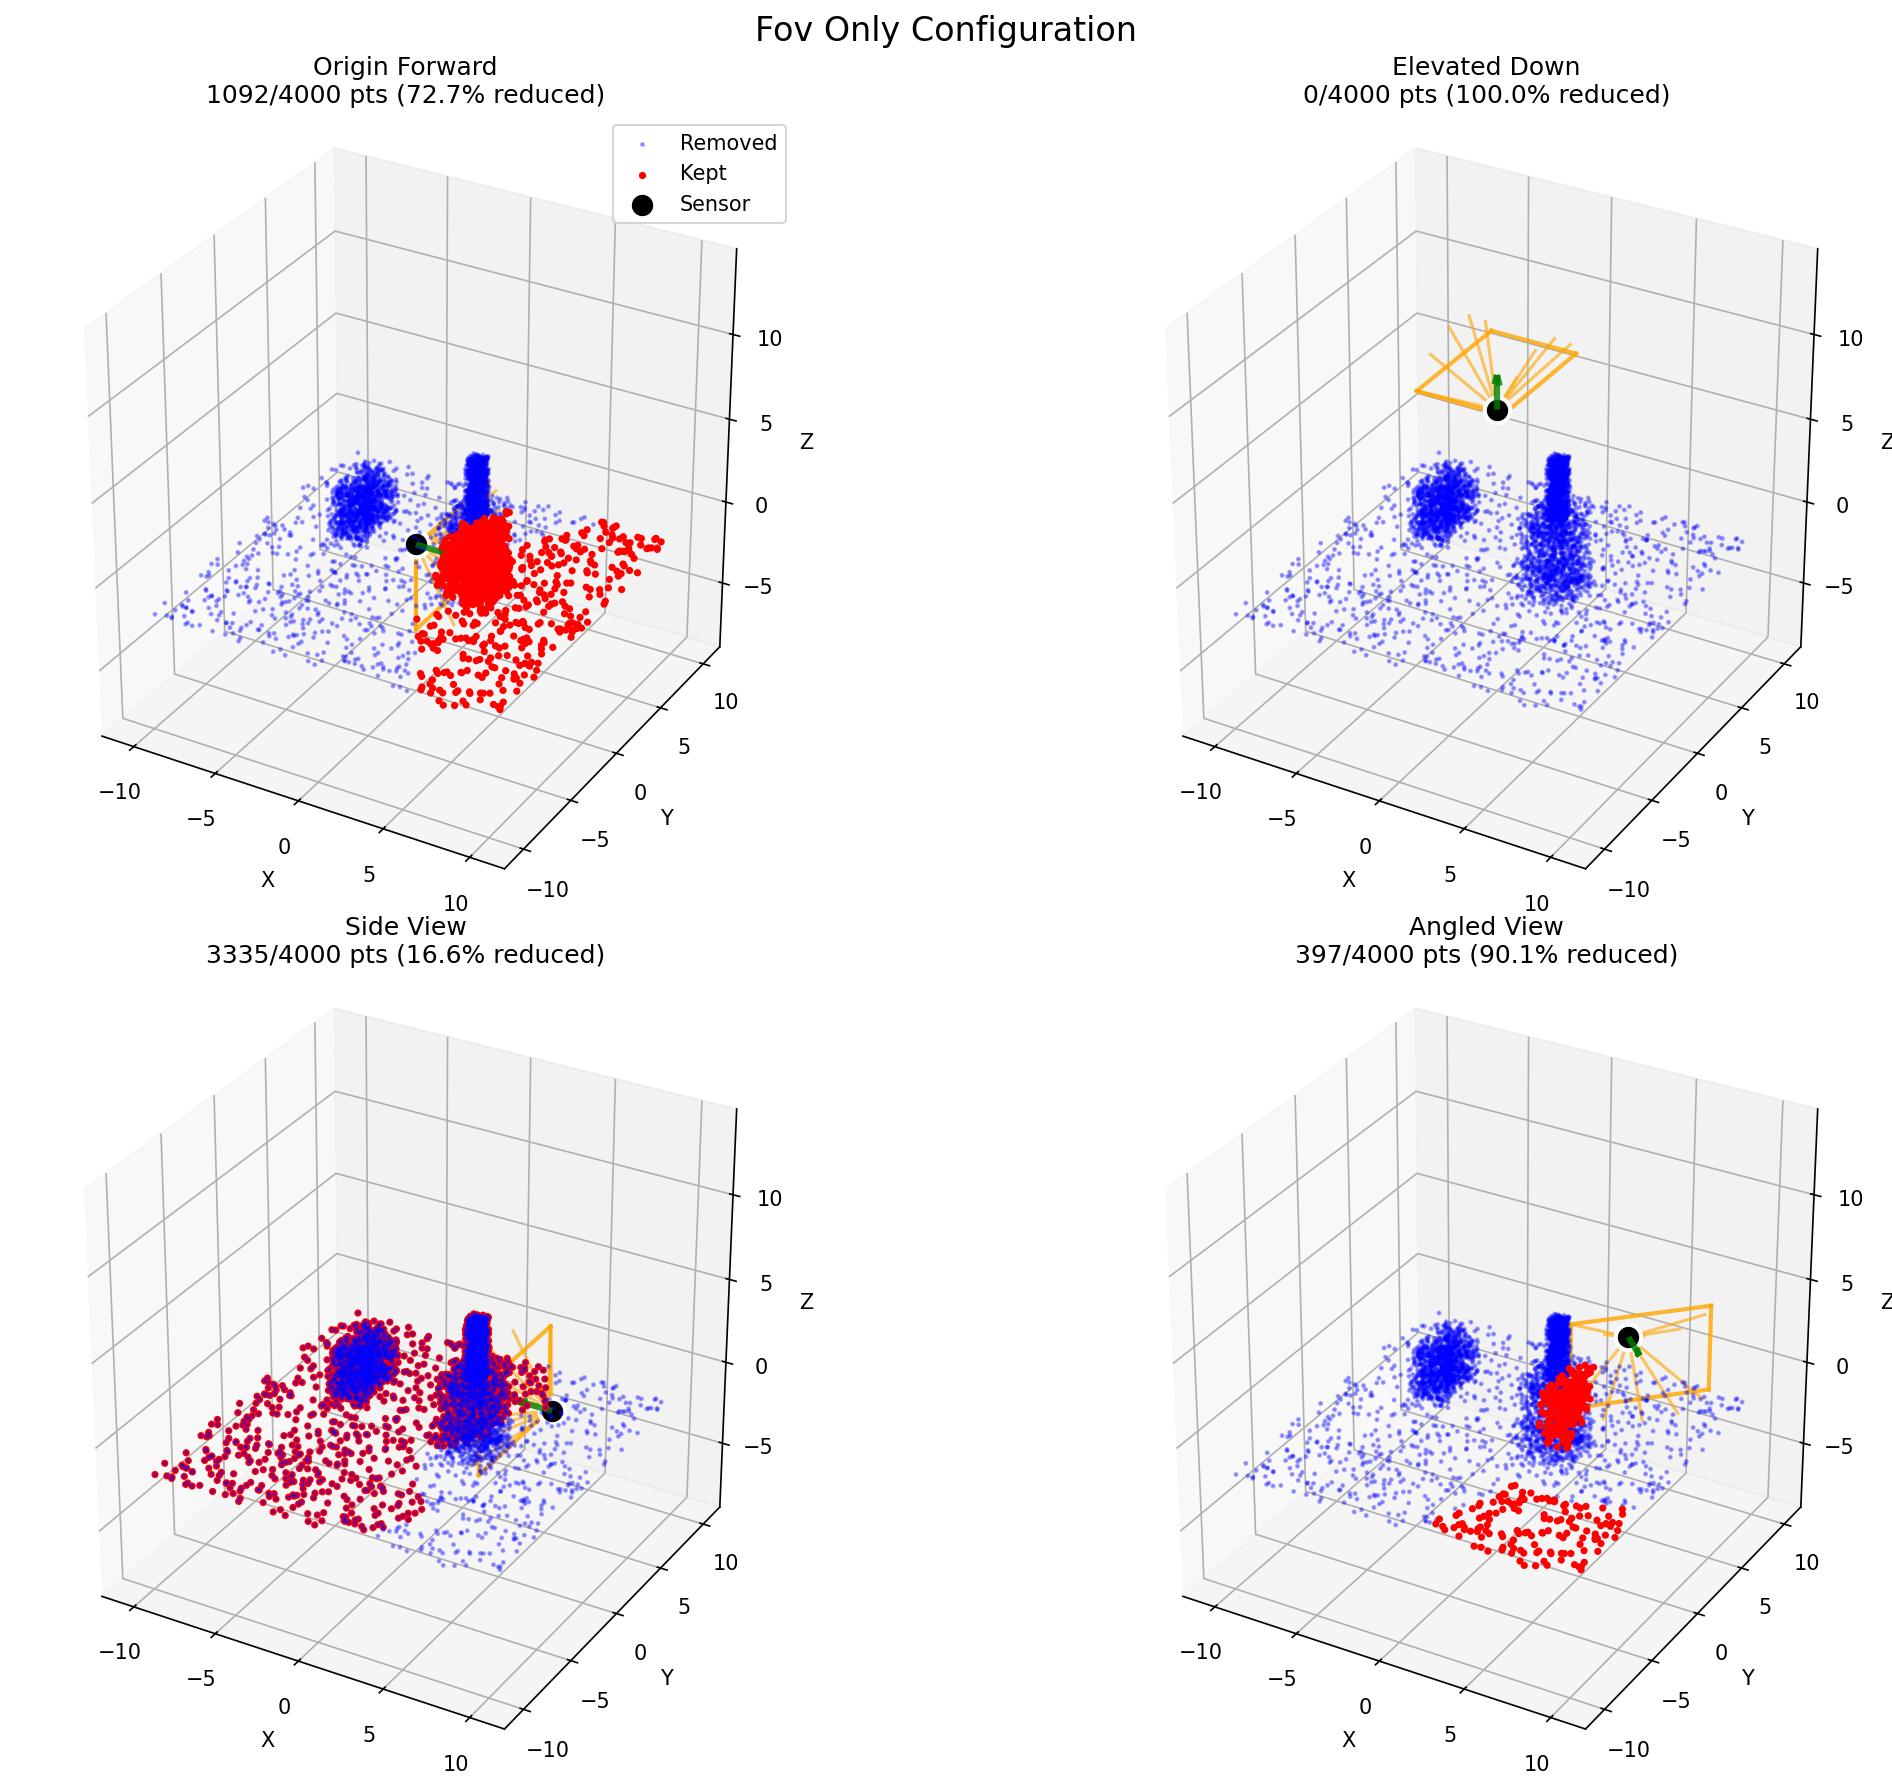 Fov Only Configuration
Origin Forward
1092/4000 pts (72.7% reduced)
Removed
Kept
Sensor
10
5
0
−5
Z
−10
−5
0
5
10
X
−10
−5
0
5
10
Y
Elevated Down
0/4000 pts (100.0% reduced)
10
5
0
−5
Z
−10
−5
0
5
10
X
−10
−5
0
5
10
Y
Side View
3335/4000 pts (16.6% reduced)
10
5
0
−5
Z
−10
−5
0
5
10
X
−10
−5
0
5
10
Y
Angled View
397/4000 pts (90.1% reduced)
10
5
0
−5
Z
−10
−5
0
5
10
X
−10
−5
0
5
10
Y